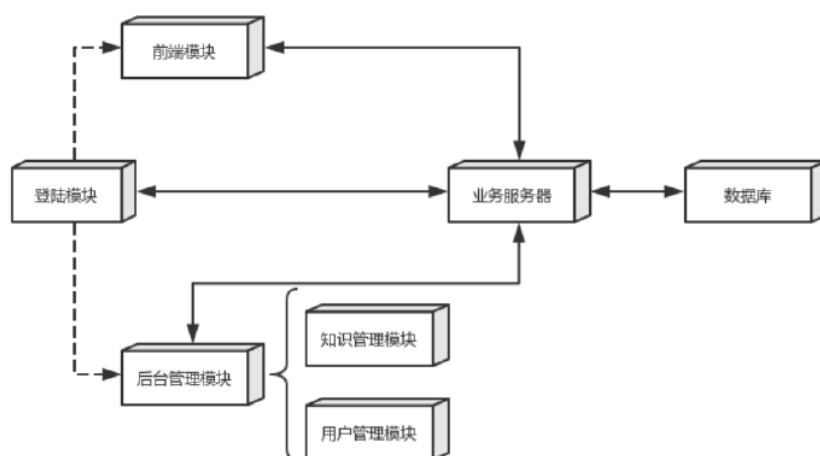 前端模块
登陆模块
业务服务器
数据库
知识管理模块
后台管理模块
用户管理模块